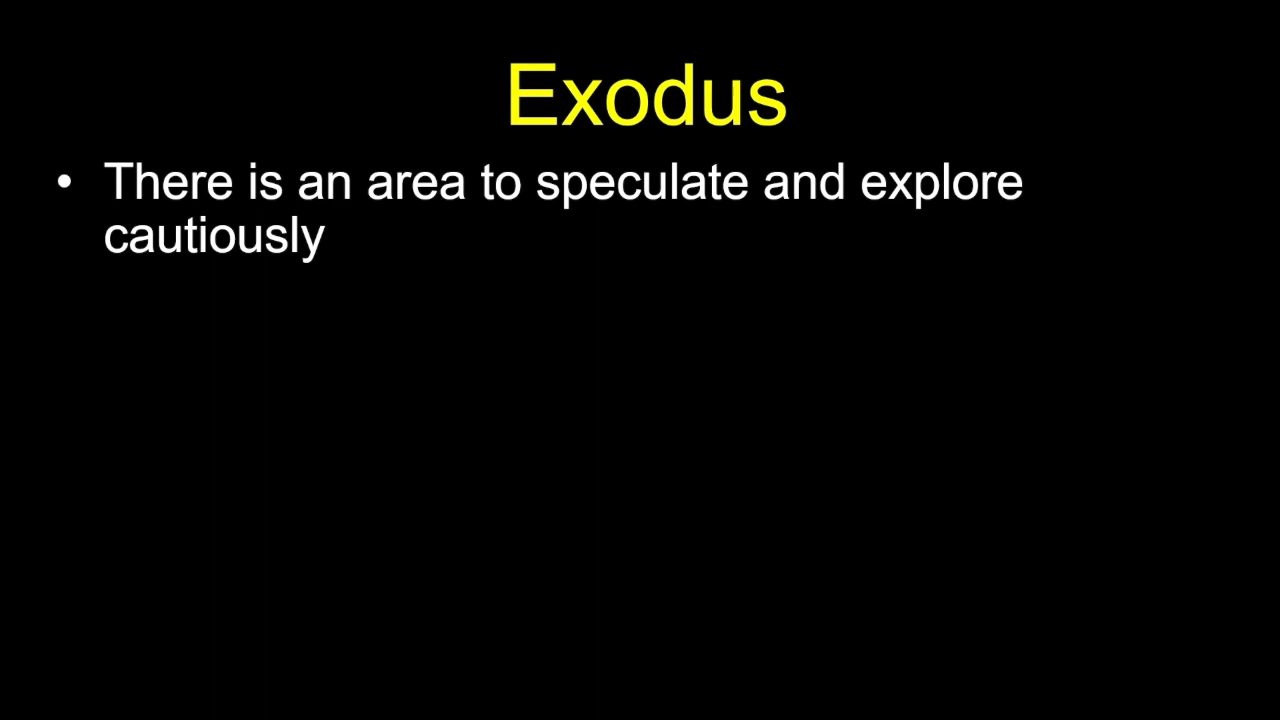 Exodus
• There is an area to speculate and explore
cautiously